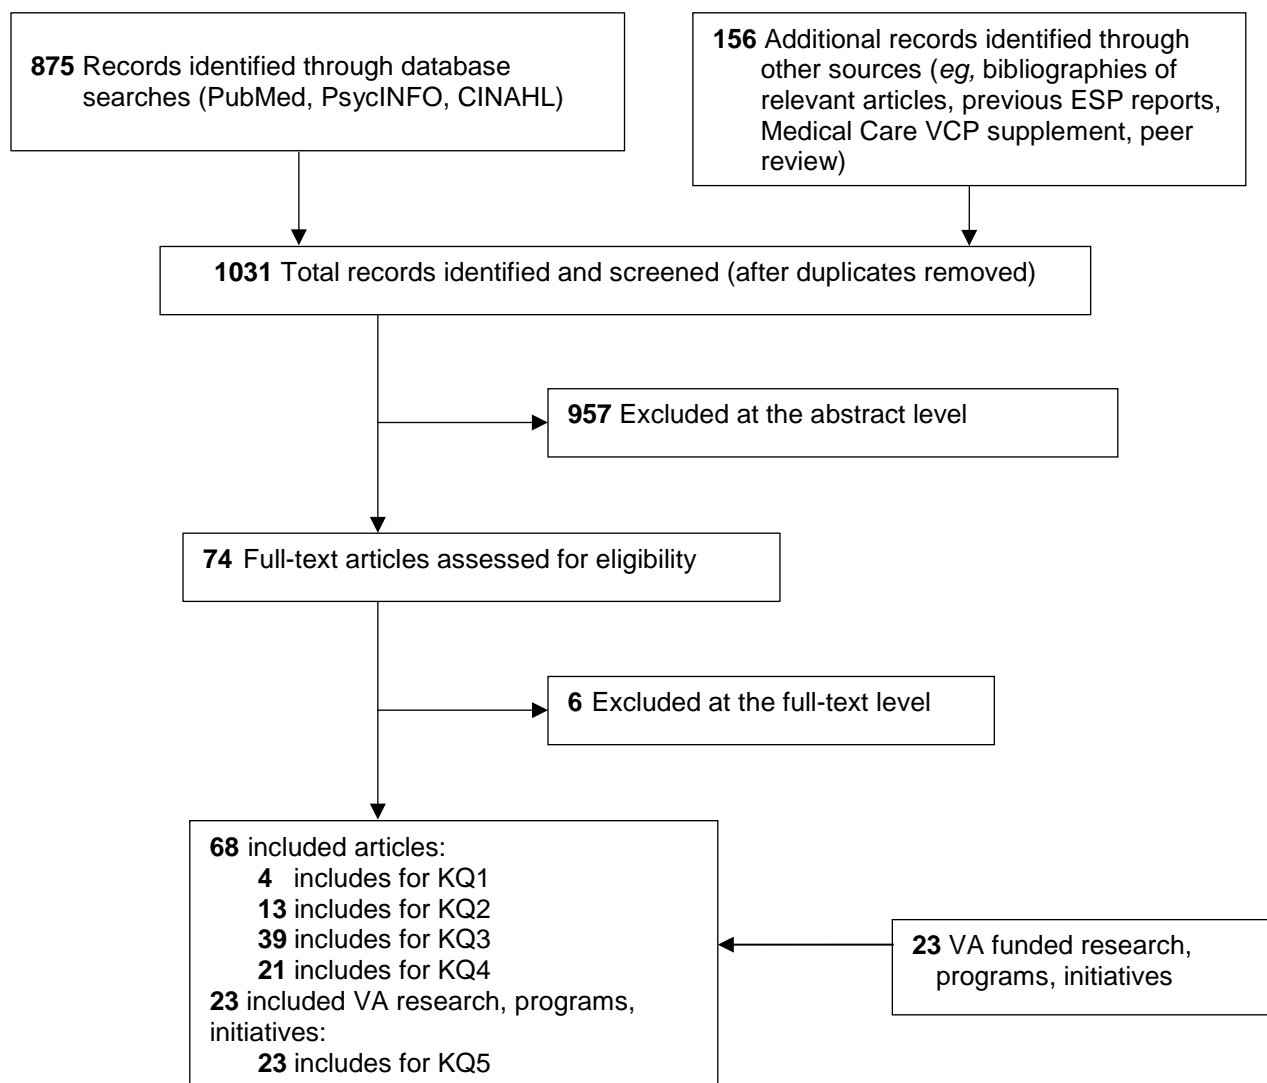 875 Records identified through database
searches (PubMed, PsycINFO, CINAHL)
156 Additional records identified through
other sources (eg, bibliographies of
relevant articles, previous ESP reports,
Medical Care VCP supplement, peer
review)
1031 Total records identified and screened (after duplicates removed)
957 Excluded at the abstract level
74 Full-text articles assessed for eligibility
6 Excluded at the full-text level
68 included articles:
4 includes for KQ1
13 includes for KQ2
39 includes for KQ3
21 includes for KQ4
23 included VA research, programs,
initiatives:
23 includes for KQ5
23 VA funded research,
programs, initiatives